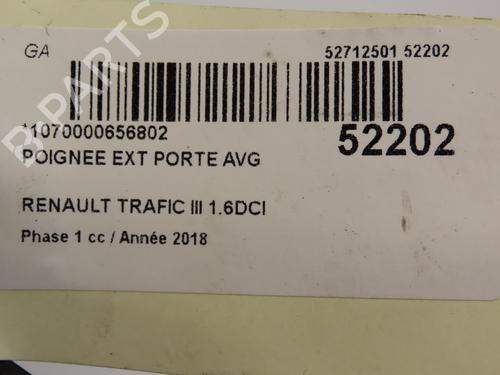 GA
52712501 52202
*1070000656802
52202
POIGNEE EXT PORTE AVG
RENAULT TRAFIC III 1.6DCI
Phase 1 cc / Année 2018
B-PARTS